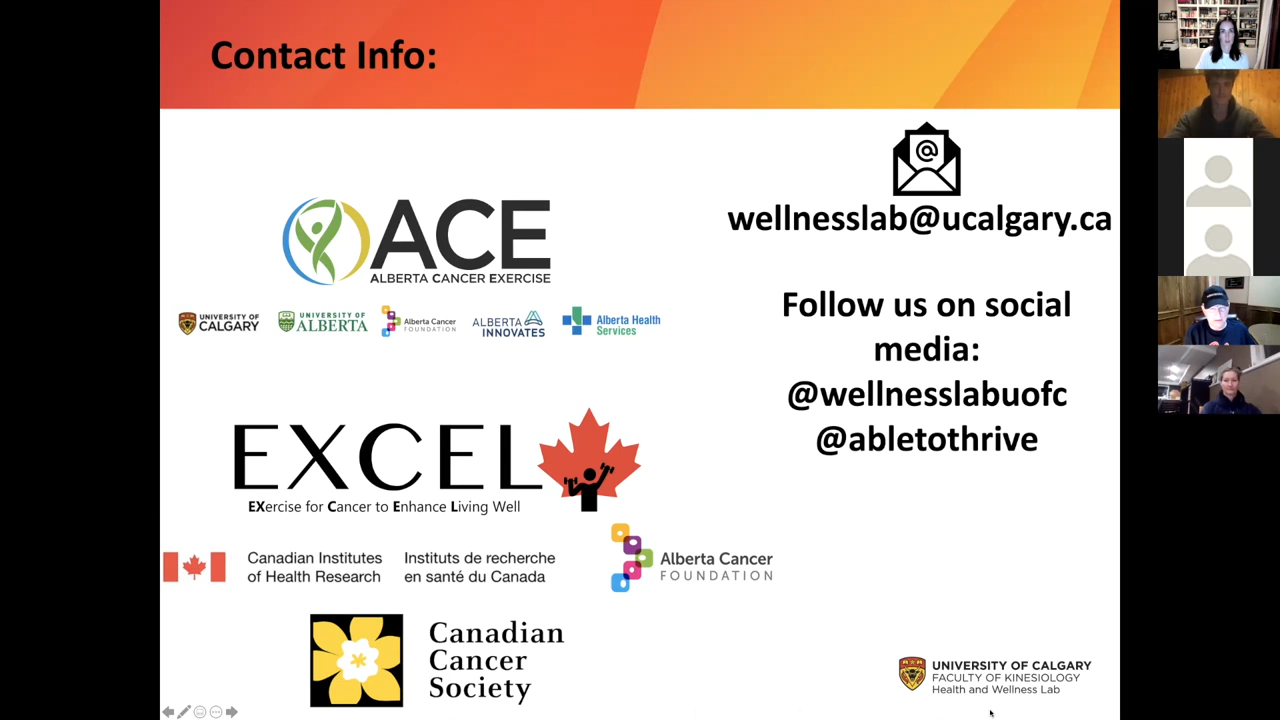 Contact Info:
@
wellnesslab@ucalgary.ca
Follow us on social
media:
@wellnesslabuofc
@abletothrive
ACE
ALBERTA CANCER EXERCISE
UNIVERSITY OF
CALGARY
UNIVERSITY OF
ALBERTA
Alberta Cancer
FOUNDATION
ALBERTA
INNOVATES
Alberta Health
Services
EXCEL
EXercise for Cancer to Enhance Living Well
Canadian Institutes
of Health Research
Instituts de recherche
en santé du Canada
Alberta Cancer
FOUNDATION
Canadian
Cancer
Society
UNIVERSITY OF CALGARY
FACULTY OF KINESIOLOGY
Health and Wellness Lab